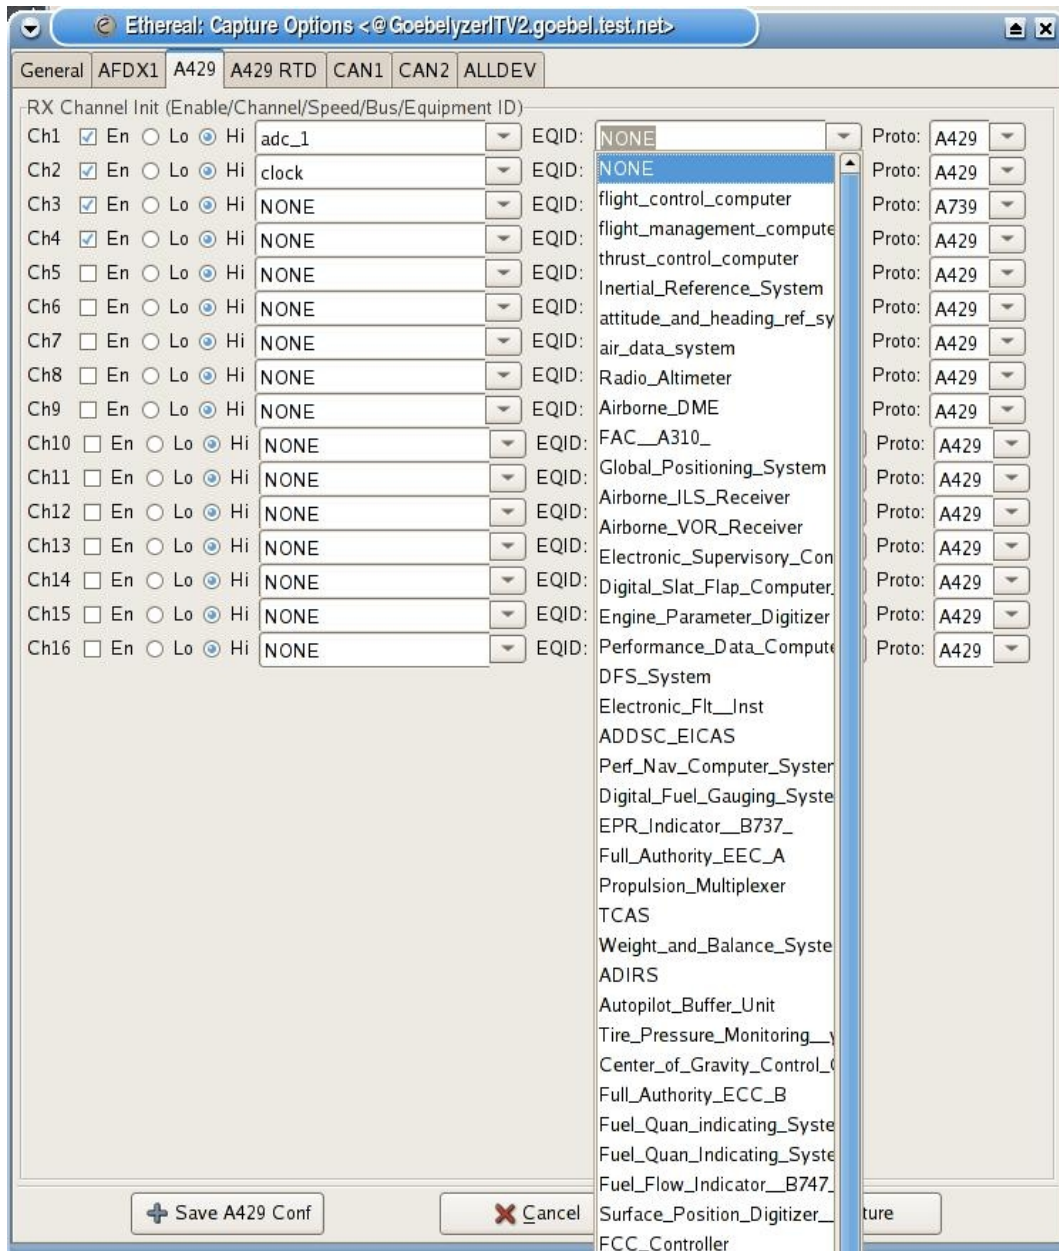 Ethereal: Capture Options <@GoebelyzerITV2.goebel.test.net>
General AFDX1 A429 A429 RTD CAN1 CAN2 ALLDEV
RX Channel Init (Enable/Channel/Speed/Bus/Equipment ID)
Ch1 En Lo Hi adc_1 EQID: NONE Proto: A429
Ch2 En Lo Hi clock EQID: Proto: A429
Ch3 En Lo Hi NONE EQID: Proto: A739
Ch4 En Lo Hi NONE EQID: Proto: A429
Ch5 En Lo Hi NONE EQID: Proto: A429
Ch6 En Lo Hi NONE EQID: Proto: A429
Ch7 En Lo Hi NONE EQID: Proto: A429
Ch8 En Lo Hi NONE EQID: Proto: A429
Ch9 En Lo Hi NONE EQID: Proto: A429
Ch10 En Lo Hi NONE EQID: Proto: A429
Ch11 En Lo Hi NONE EQID: Proto: A429
Ch12 En Lo Hi NONE EQID: Proto: A429
Ch13 En Lo Hi NONE EQID: Proto: A429
Ch14 En Lo Hi NONE EQID: Proto: A429
Ch15 En Lo Hi NONE EQID: Proto: A429
Ch16 En Lo Hi NONE EQID: Proto: A429
NONE
flight_control_computer
flight_management_compute
thrust_control_computer
Inertial_Reference_System
attitude_and_heading_ref_sy
air_data_system
Radio_Altimeter
Airborne_DME
FAC__A310_
Global_Positioning_System
Airborne_ILS_Receiver
Airborne_VOR_Receiver
Electronic_Supervisory_Con
Digital_Slat_Flap_Computer_
Engine_Parameter_Digitizer
Performance_Data_Compute
DFS_System
Electronic_Flt__Inst
ADDSC_EICAS
Perf_Nav_Computer_System
Digital_Fuel_Gauging_Syste
EPR_Indicator__B737_
Full_Authority_EEC_A
Propulsion_Multiplexer
TCAS
Weight_and_Balance_Syste
ADIRS
Autopilot_Buffer_Unit
Tire_Pressure_Monitoring__y
Center_of_Gravity_Control_C
Full_Authority_ECC_B
Fuel_Quan_indicating_Syste
Fuel_Quan_Indicating_Syste
Fuel_Flow_Indicator__B747_
Surface_Position_Digitizer__
FCC_Controller
Save A429 Conf Cancel ture